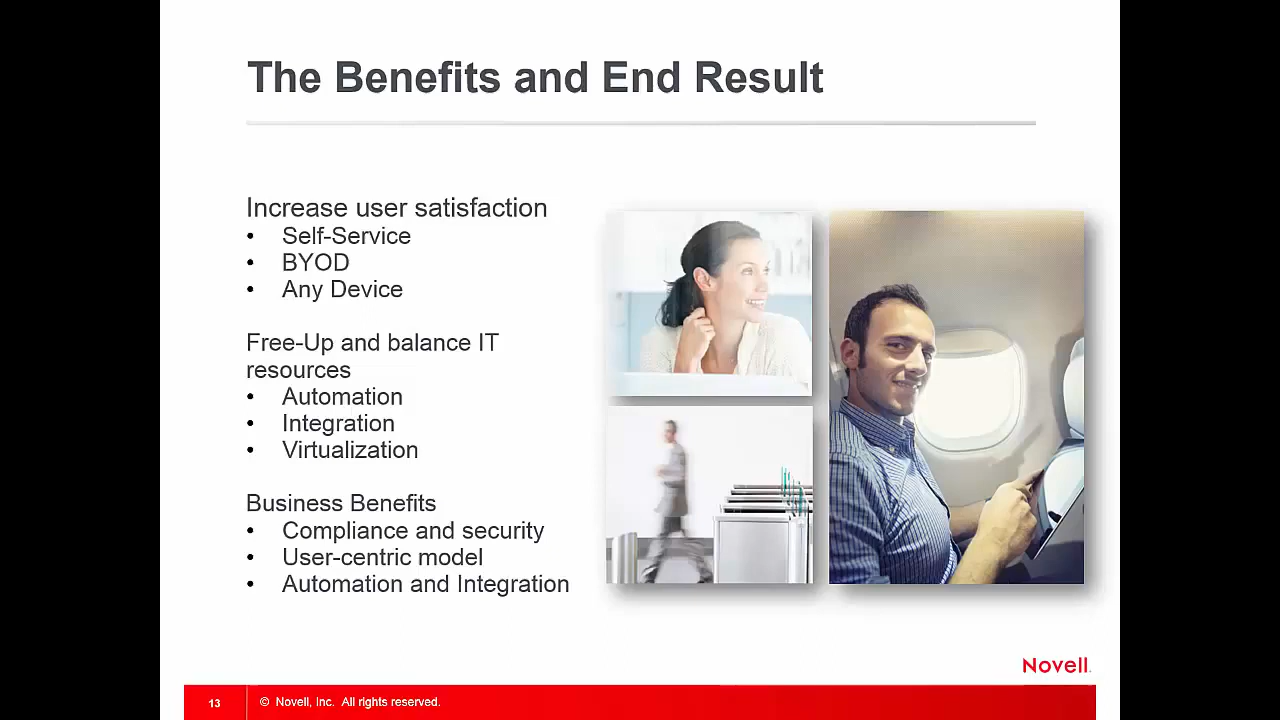 The Benefits and End Result
Increase user satisfaction
• Self-Service
• BYOD
• Any Device
Free-Up and balance IT
resources
• Automation
• Integration
• Virtualization
Business Benefits
• Compliance and security
• User-centric model
• Automation and Integration
Novell.
13 © Novell, Inc. All rights reserved.